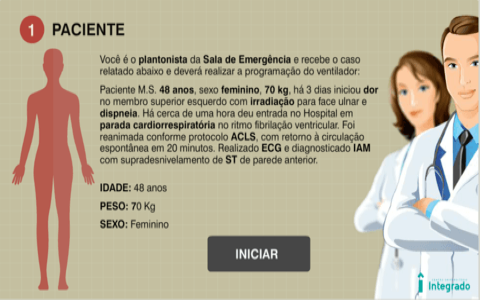 1 PACIENTE
Você é o plantonista da Sala de Emergência e recebe o caso
relatado abaixo e deverá realizar a programação do ventilador:
Paciente M.S. 48 anos, sexo feminino, 70 kg, há 3 dias iniciou dor
no membro superior esquerdo com irradiação para face ulnar e
dispneia. Há cerca de uma hora deu entrada no Hospital em
parada cardiorrespiratória no ritmo fibrilação ventricular. Foi
reanimada conforme protocolo ACLS, com retorno à circulação
espontânea em 20 minutos. Realizado ECG e diagnosticado IAM
com supradesnivelamento de ST de parede anterior.
IDADE: 48 anos
PESO: 70 Kg
SEXO: Feminino
INICIAR
Integrado